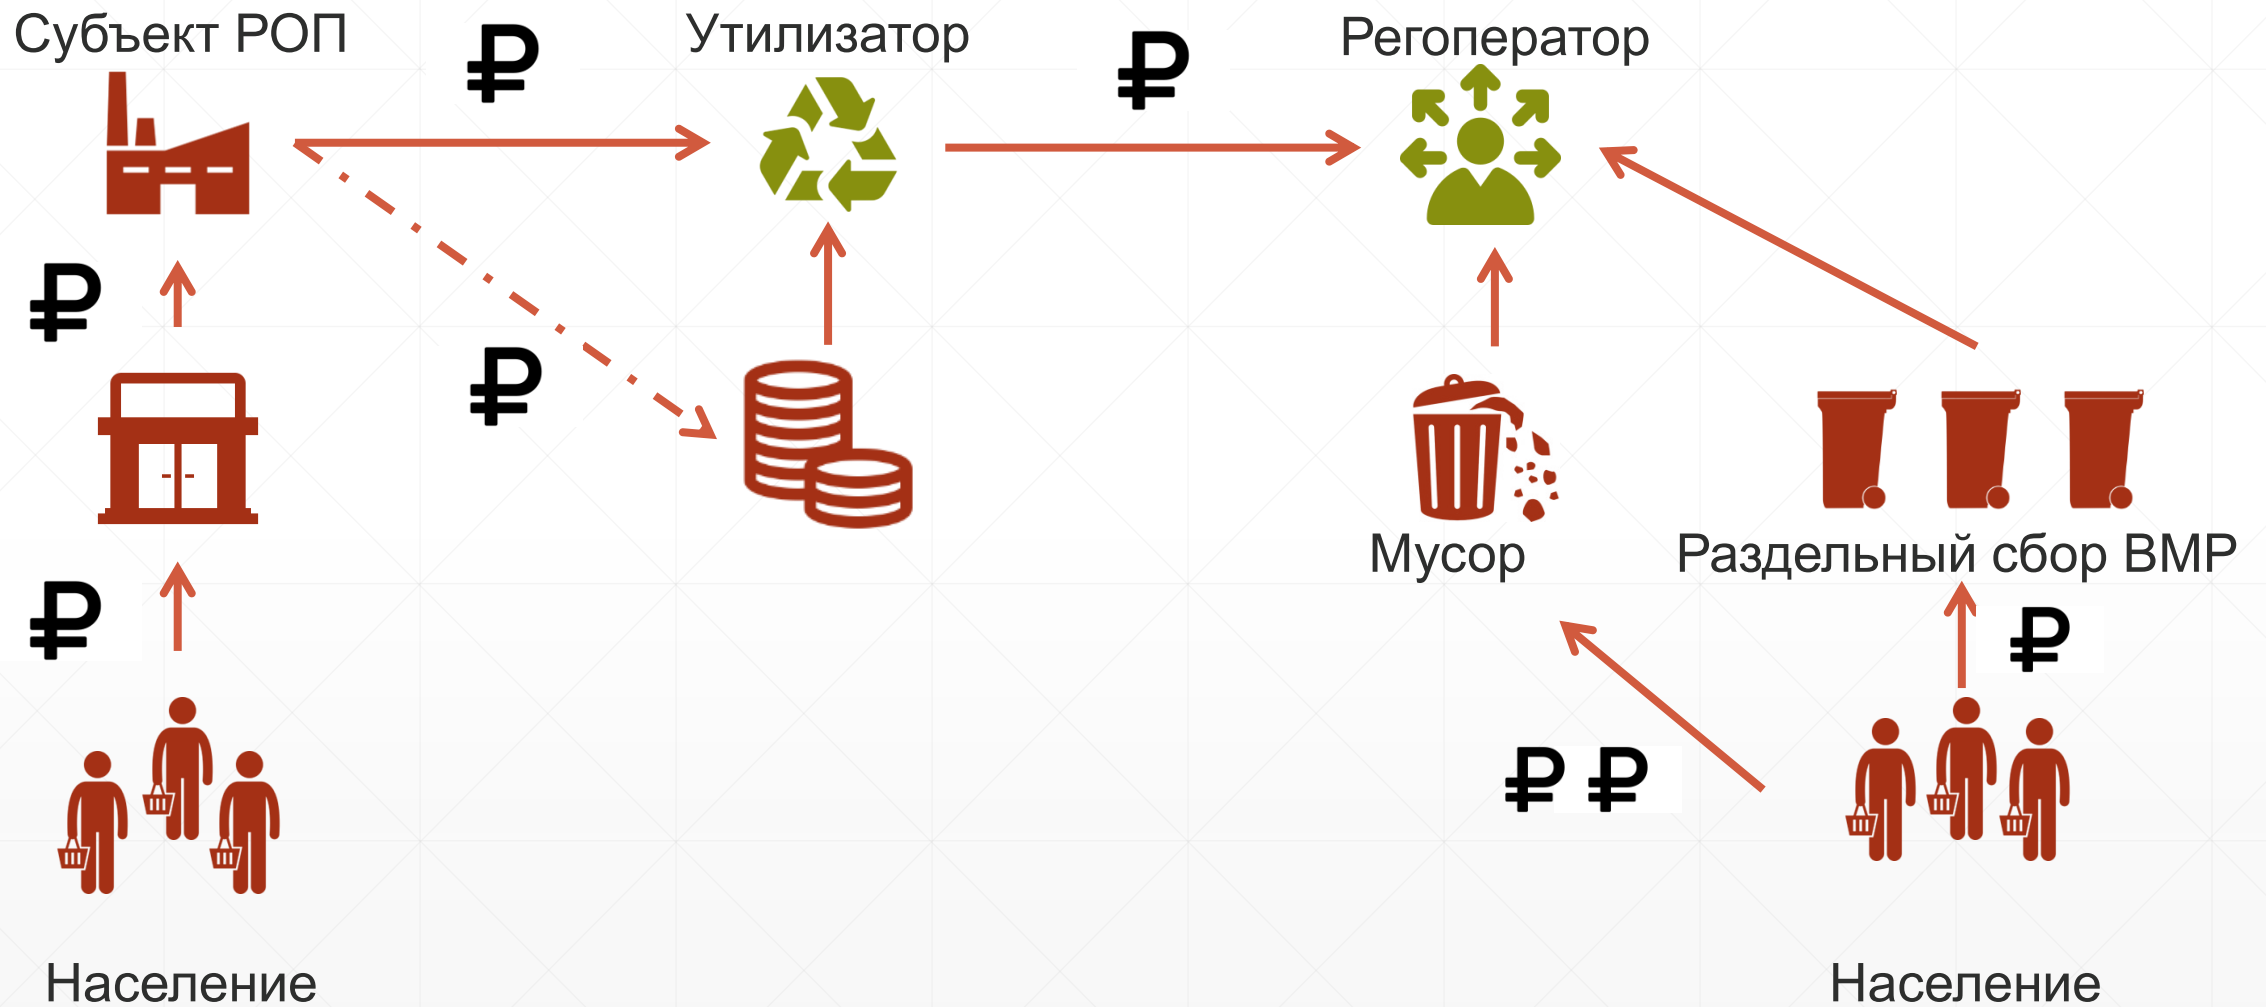 Субъект РОП
₽
Утилизатор
₽
Регоператор
₽
₽
Мусор
Раздельный сбор ВМР
₽
₽
₽ ₽
Население
Население